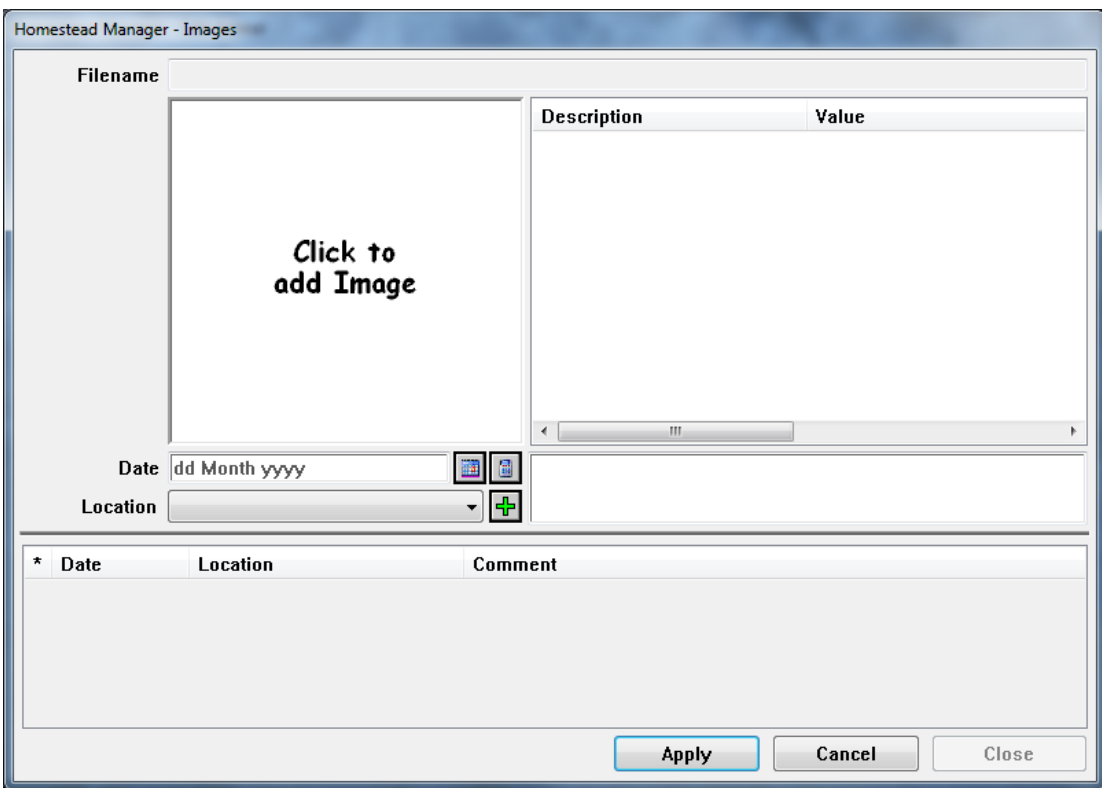 Homestead Manager - Images
Filename
Description Value
Click to
add Image
Date dd Month yyyy
Location
* Date Location Comment
Apply Cancel Close